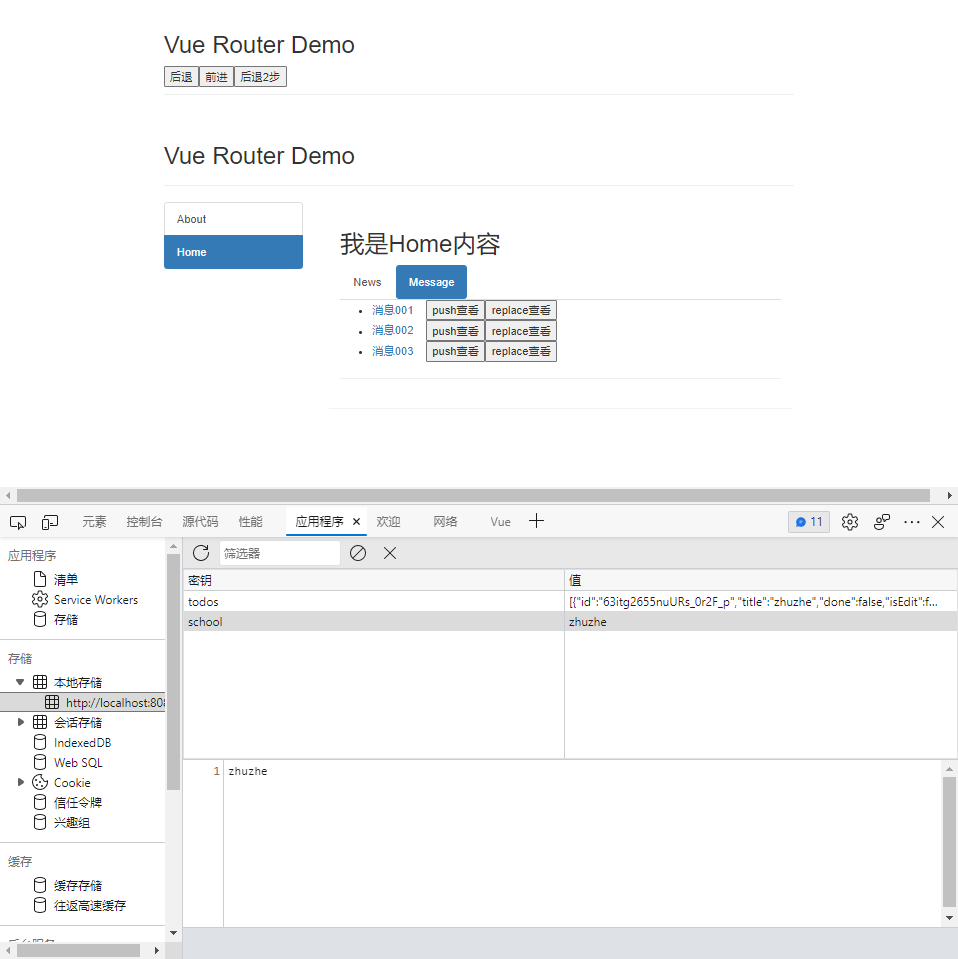 Vue Router Demo
后退 前进 后退2步
Vue Router Demo
About
Home
我是Home内容
News Message
消息001 push查看 replace查看
消息002 push查看 replace查看
消息003 push查看 replace查看
元素 控制台 源代码 性能 应用程序 欢迎 网络 Vue 11
应用程序
清单
Service Workers
存储
存储
本地存储
http://localhost:808
会话存储
IndexedDB
Web SQL
Cookie
信任令牌
兴趣组
缓存
缓存存储
往返高速缓存
后台服务
筛选器
密钥 值
todos [{"id":"63itg2655nuURs_0r2F_p","title":"zhuzhe","done":false,"isEdit":f...
school zhuzhe
1 zhuzhe